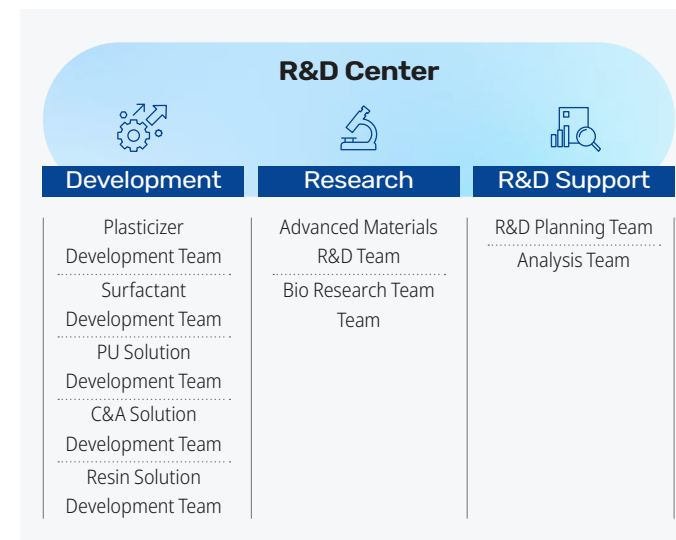 R&D Center
Development
Plasticizer
Development Team
Surfactant
Development Team
PU Solution
Development Team
C&A Solution
Development Team
Resin Solution
Development Team
Research
Advanced Materials
R&D Team
Bio Research Team
Team
R&D Support
R&D Planning Team
Analysis Team